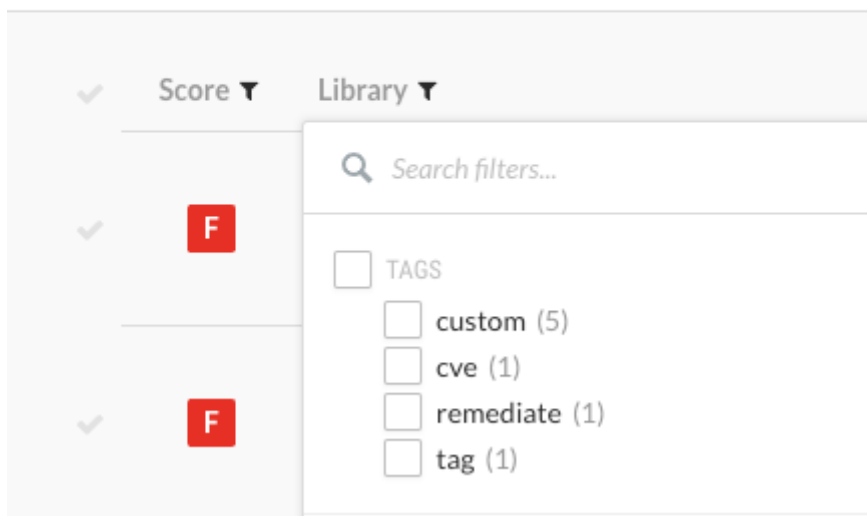 Score Library
Search filters...
F
TAGS
custom (5)
cve (1)
remediate (1)
F
tag (1)